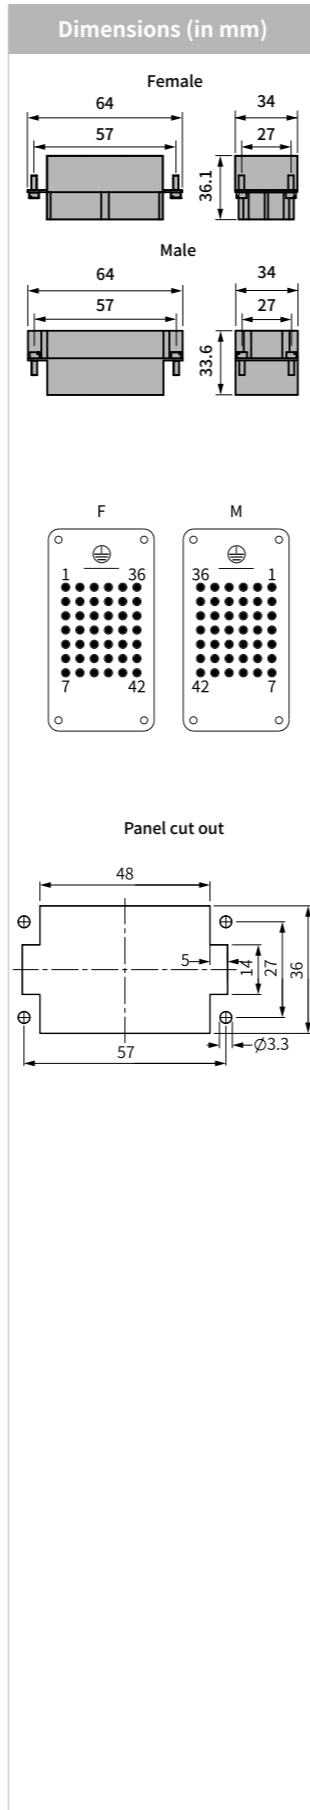 Dimensions (in mm)
Female
64 34
57 27
36.1
Male
64 34
57 27
33.6
F M
1 36 36 1
7 42 42 7
Panel cut out
48
5 14 27 36
57 Ø3.3